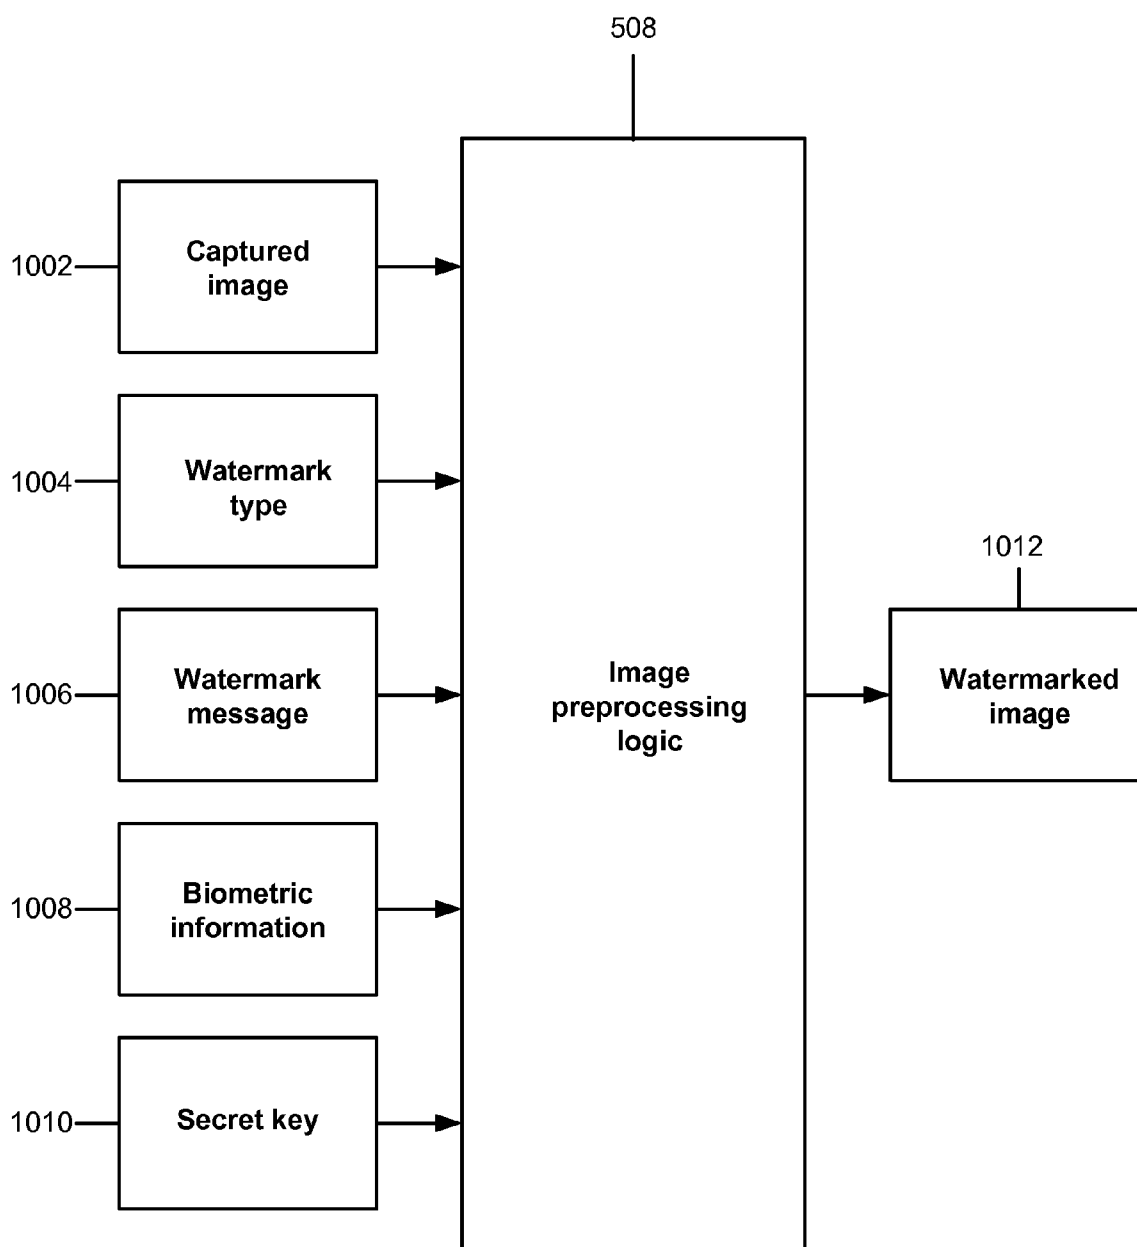 508
1002
Captured
image
1004
Watermark
type
1006
Watermark
message
1008
Biometric
information
1010
Secret key
Image
preprocessing
logic
1012
Watermarked
image